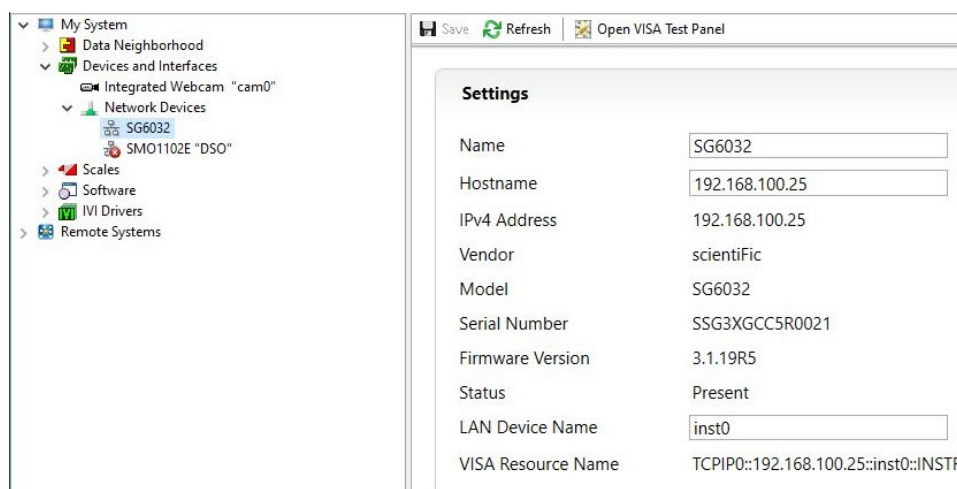 My System
Data Neighborhood
Devices and Interfaces
Integrated Webcam "cam0"
Network Devices
SG6032
SMO1102E "DSO"
Scales
Software
IVI Drivers
Remote Systems
Save Refresh Open VISA Test Panel
Settings
Name SG6032
Hostname 192.168.100.25
IPv4 Address 192.168.100.25
Vendor scientiFic
Model SG6032
Serial Number SSG3XGCC5R0021
Firmware Version 3.1.19R5
Status Present
LAN Device Name inst0
VISA Resource Name TCPIP0::192.168.100.25::inst0::INSTR